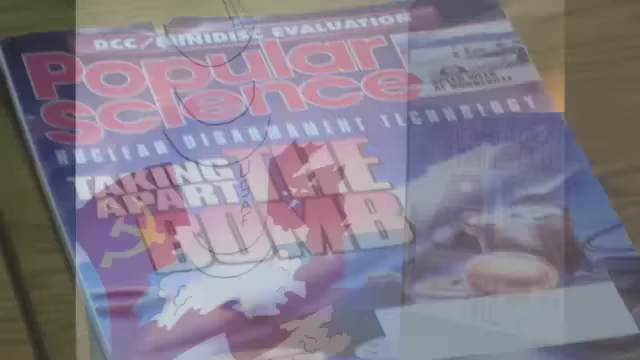 DCC/MINIDISC EVALUATION
Popular
Science
NUCLEAR DISARMAMENT TECHNOLOGY
TAKING
APART
THE
BOMB